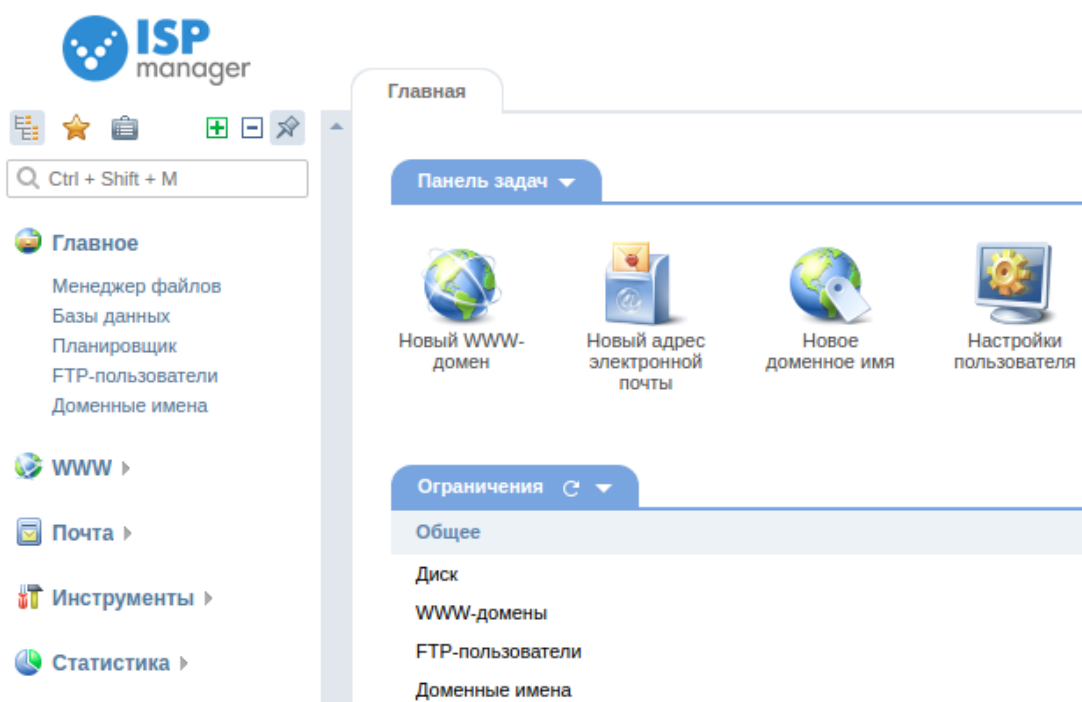 ISP
manager
Главная
Ctrl + Shift + M
Главное
Менеджер файлов
Базы данных
Планировщик
FTP-пользователи
Доменные имена
WWW
Почта
Инструменты
Статистика
Панель задач
Новый WWW-
домен
Новый адрес
электронной
почты
Новое
доменное имя
Настройки
пользователя
Ограничения
Общее
Диск
WWW-домены
FTP-пользователи
Доменные имена